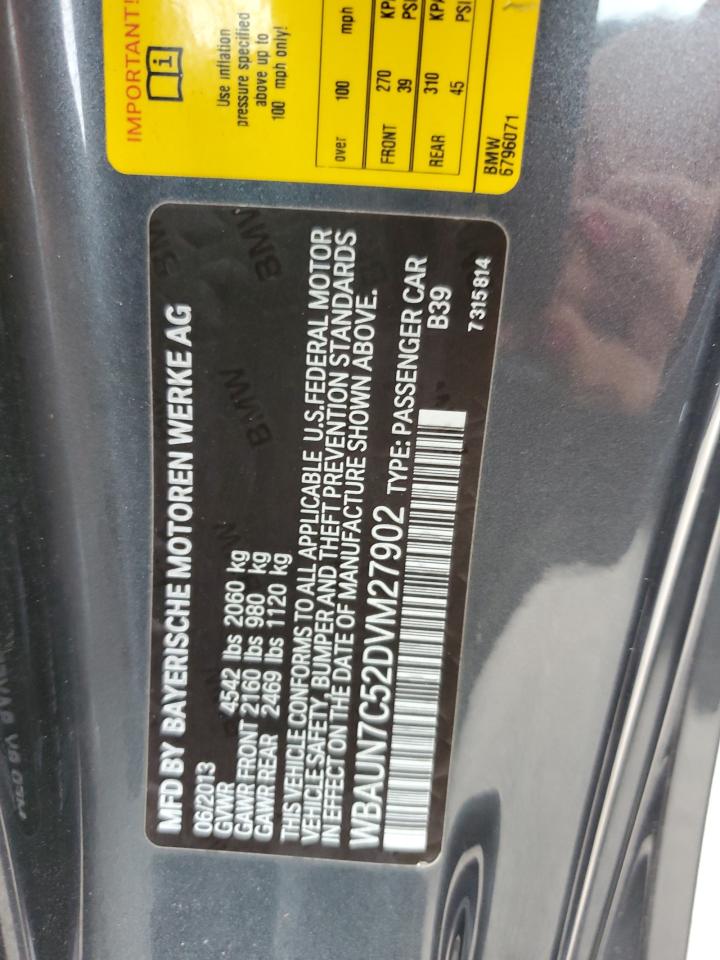 IMPORTANT!
Use inflation
pressure specified
above up to
100 mph only!
over 100 mph
FRONT 270 39
REAR 310 KPA
45 PSI
BMW
6796071
MFD BY BAYERISCHE MOTOREN WERKE AG
06/2013
GVWR 4542 lbs 2060 kg
GAWR FRONT 2160 lbs 980 kg
GAWR REAR 2469 lbs 1120 kg
THIS VEHICLE CONFORMS TO ALL APPLICABLE U.S.FEDERAL MOTOR
VEHICLE SAFETY, BUMPER AND THEFT PREVENTION STANDARDS
IN EFFECT ON THE DATE OF MANUFACTURE SHOWN ABOVE.
WBAUN7C52DVM27902 TYPE: PASSENGER CAR
B39
7 315 814